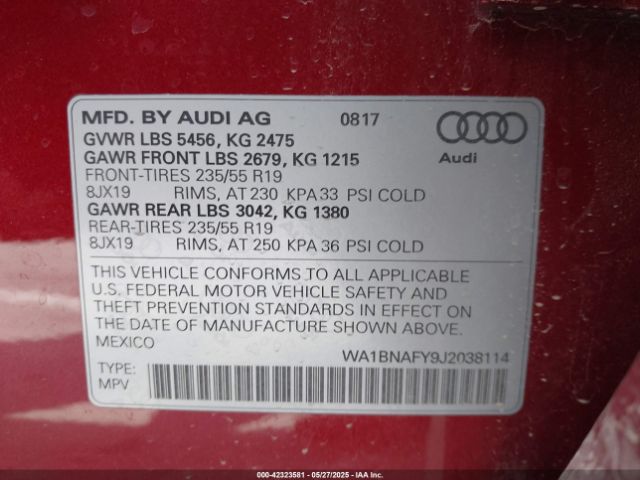 MFD. BY AUDI AG 0817
GVWR LBS 5456, KG 2475
GAWR FRONT LBS 2679, KG 1215
Audi
FRONT-TIRES 235/55 R19
8JX19 RIMS, AT 230 KPA 33 PSI COLD
GAWR REAR LBS 3042, KG 1380
REAR-TIRES 235/55 R19
8JX19 RIMS, AT 250 KPA 36 PSI COLD
THIS VEHICLE CONFORMS TO ALL APPLICABLE
U.S. FEDERAL MOTOR VEHICLE SAFETY AND
THEFT PREVENTION STANDARDS IN EFFECT ON
THE DATE OF MANUFACTURE SHOWN ABOVE.
MEXICO
WA1BNAFY9J2038114
TYPE:
MPV
00-42323581 - 05/27/2025 - IAA Inc.